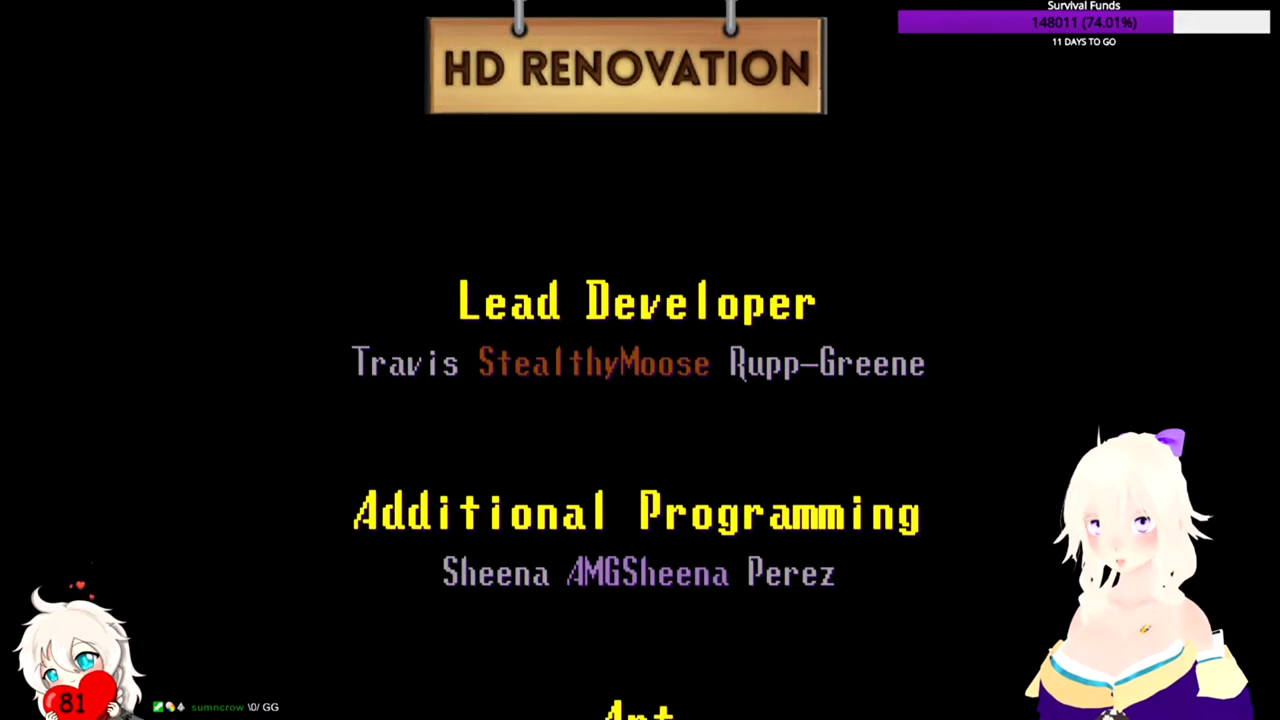 Survival Funds
148011 (74.01%)
11 DAYS TO GO
HD RENOVATION
Lead Developer
Travis StealthyMoose Rupp-Greene
Additional Programming
Sheena AMGSheena Perez
Art
81
sumncrow \0/ GG